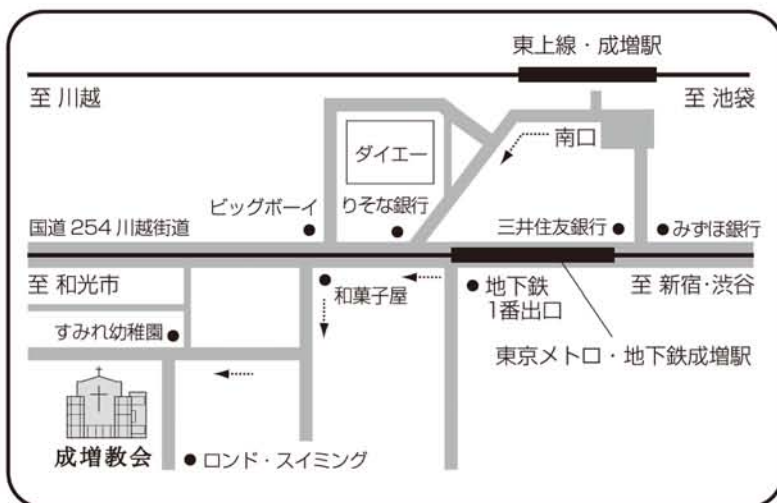 東上線・成増駅
至 川越
至 池袋
南口
ダイエー
ビッグボーイ
りそな銀行
国道 254 川越街道
三井住友銀行
みずほ銀行
至 和光市
和菓子屋
地下鉄
1番出口
至 新宿・渋谷
すみれ幼稚園
東京メトロ・地下鉄成増駅
成増教会
ロンド・スイミング